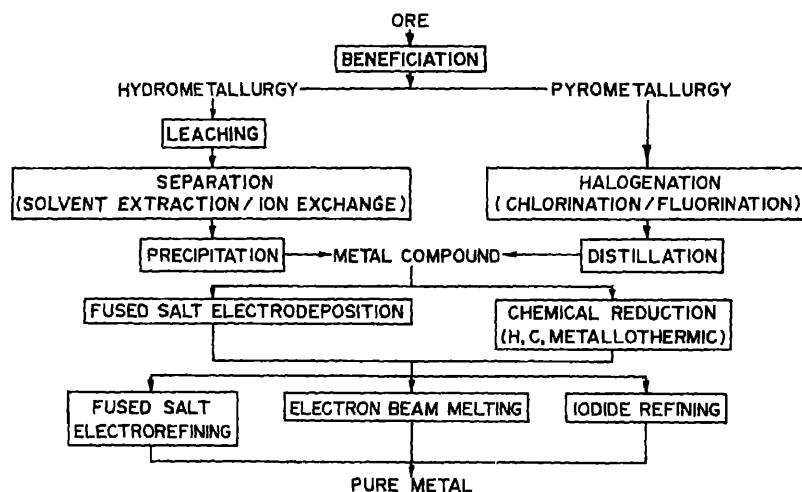 ORE
BENEFICIATION
HYDROMETALLURGY
PYROMETALLURGY
LEACHING
SEPARATION
(SOLVENT EXTRACTION/ION EXCHANGE)
HALOGENATION
(CHLORINATION/FLUORINATION)
PRECIPITATION
METAL COMPOUND
DISTILLATION
FUSED SALT ELECTRODEPOSITION
CHEMICAL REDUCTION
(H, C, METALLOTHERMIC)
FUSED SALT
ELECTROREFINING
ELECTRON BEAM MELTING
IODIDE REFINING
PURE METAL